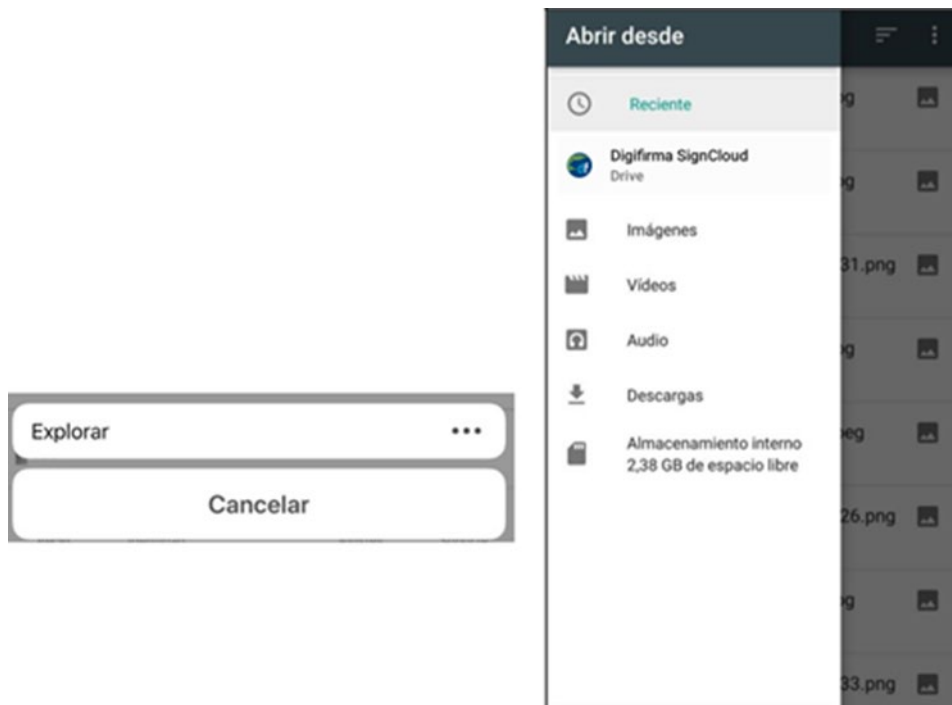 Explorar
Cancelar
Abrir desde
Reciente
Digifirma SignCloud
Drive
Imágenes
Vídeos
Audio
Descargas
Almacenamiento interno
2,38 GB de espacio libre
31.png
26.png
33.png